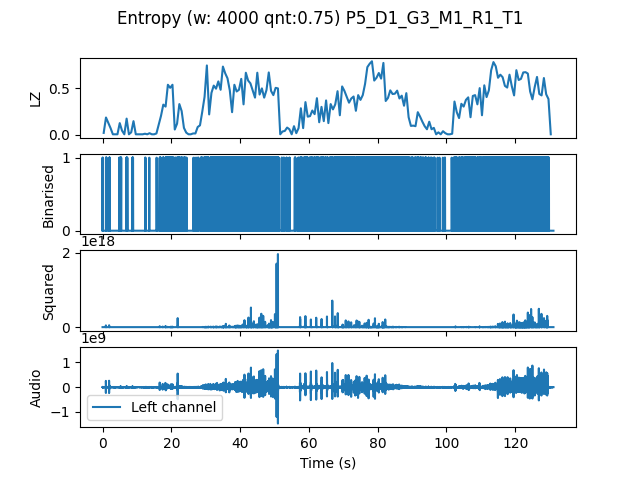 Entropy (w: 4000 qnt:0.75) P5_D1_G3_M1_R1_T1
LZ
0.5
0.0
Binarised
1
0
1e18
Squared
2
0
1e9
Audio
1
0
−1
Left channel
0 20 40 60 80 100 120
Time (s)